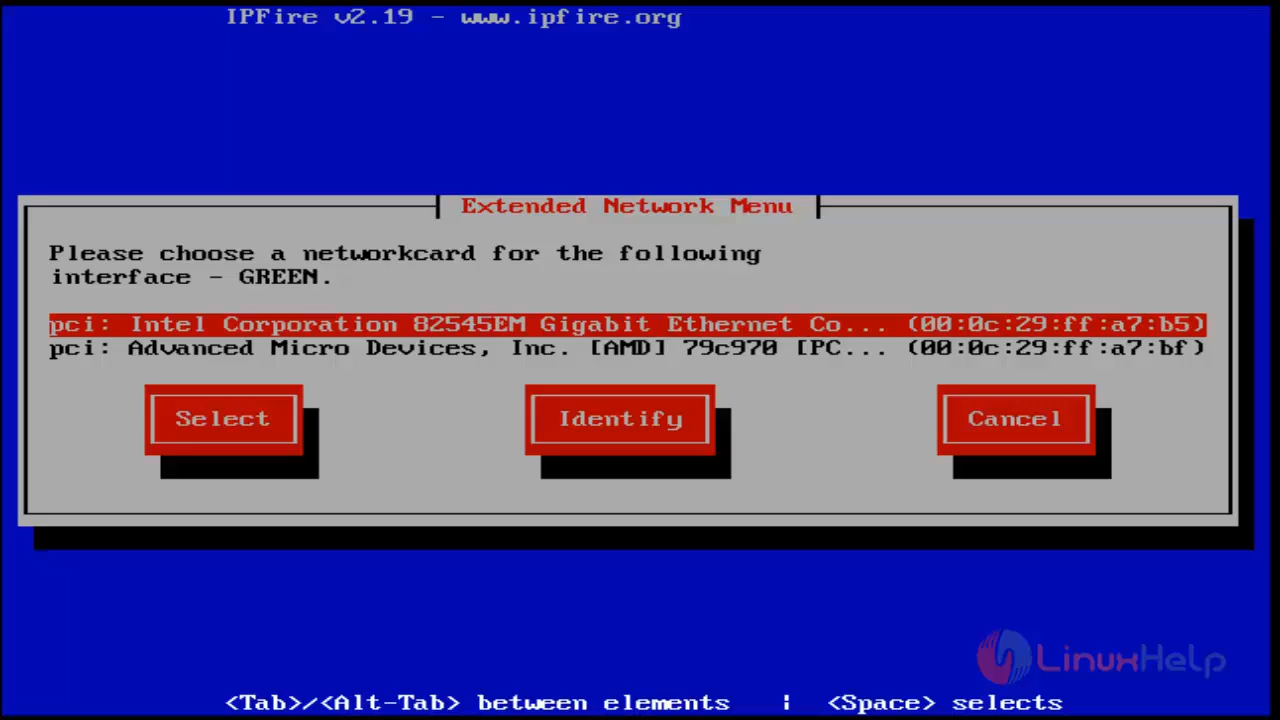 IPFire v2.19 - www.ipfire.org
Extended Network Menu
Please choose a networkcard for the following
interface - GREEN.
pci: Intel Corporation 82545EM Gigabit Ethernet Co... (00:0c:29:ff:a7:b5)
pci: Advanced Micro Devices, Inc. [AMD] 79c970 [PC... (00:0c:29:ff:a7:bf)
Select Identify Cancel
LinuxHelp
<Tab>/<Alt-Tab> between elements | <Space> selects